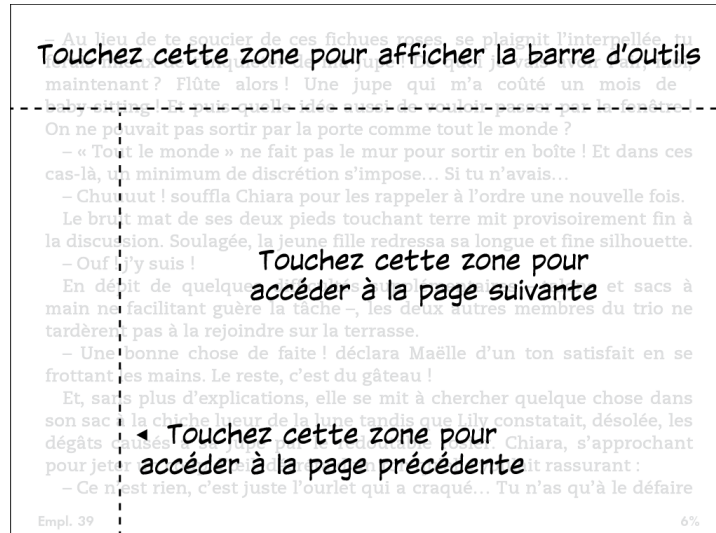 – Au lieu de te soucier de ces fichues roses, se plaignit l'interpellée, tu
Touchez cette zone pour afficher la barre d'outils
maintenant ? Flûte alors ! Une jupe qui m'a coûté un mois de
baby-sitting ! Et puis quelle idée aussi de vouloir passer par la fenêtre !
On ne pouvait pas sortir par la porte comme tout le monde ?
– « Tout le monde » ne fait pas le mur pour sortir en boîte ! Et dans ces
cas-là, un minimum de discrétion s'impose… Si tu n'avais…
– Chuuuut ! souffla Chiara pour les rappeler à l'ordre une nouvelle fois.
Le bruit mat de ses deux pieds touchant terre mit provisoirement fin à
la discussion. Soulagée, la jeune fille redressa sa longue et fine silhouette.
– Ouf ! j'y suis !
Touchez cette zone pour
accéder à la page suivante
En dépit de quelques et sacs à
main ne facilitant guère la tâche –, les deux autres membres du trio ne
tardèrent pas à la rejoindre sur la terrasse.
– Une bonne chose de faite ! déclara Maëlle d'un ton satisfait en se
frottant les mains. Le reste, c'est du gâteau !
Et, sans plus d'explications, elle se mit à chercher quelque chose dans
son sac à la chiche lueur de la lune tandis que Lily constatait, désolée, les
dégâts causés Chiara, s'approchant
◄ Touchez cette zone pour
accéder à la page précédente
pour jeter rassurant :
– Ce n'est rien, c'est juste l'ourlet qui a craqué… Tu n'as qu'à le défaire
Empl. 39 6%